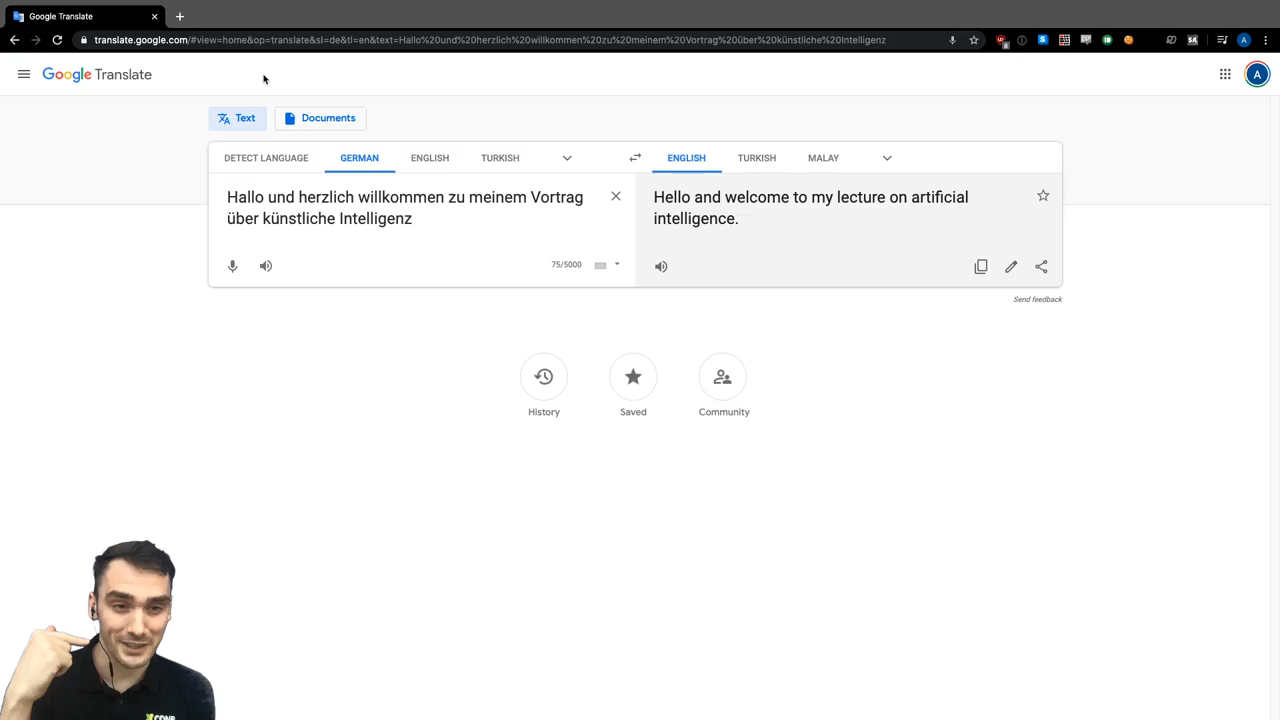 Google Translate
translate.google.com/#view=home&op=translate&sl=de&tl=en&text=Hallo%20und%20herzlich%20willkommen%20zu%20meinem%20Vortrag%20über%20künstliche%20Intelligenz
A
Google Translate
A
Text
Documents
DETECT LANGUAGE
GERMAN
ENGLISH
TURKISH
ENGLISH
TURKISH
MALAY
Hallo und herzlich willkommen zu meinem Vortrag
über künstliche Intelligenz
Hello and welcome to my lecture on artificial
intelligence.
75/5000
Send feedback
History
Saved
Community